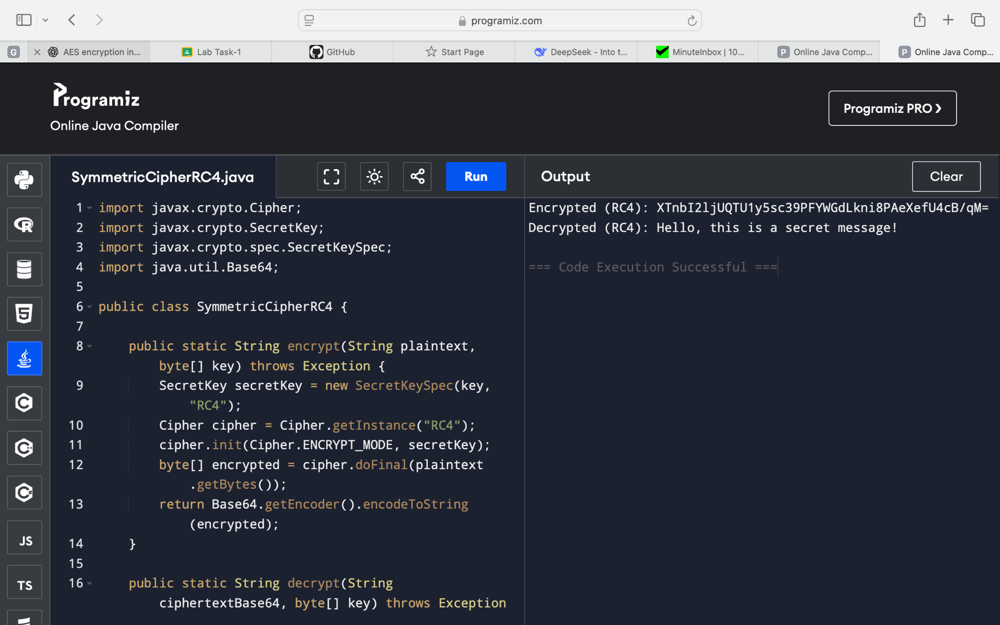 programiz.com
G
AES encryption in...
Lab Task-1
GitHub
Start Page
DeepSeek - Into t...
MinuteInbox | 10...
P Online Java Comp...
P Online Java Comp...
Programiz
Online Java Compiler
Programiz PRO ❯
SymmetricCipherRC4.java
Run
Output
Clear
1 import javax.crypto.Cipher;
2 import javax.crypto.SecretKey;
3 import javax.crypto.spec.SecretKeySpec;
4 import java.util.Base64;
5
6 public class SymmetricCipherRC4 {
7
8 public static String encrypt(String plaintext,
byte[] key) throws Exception {
9 SecretKey secretKey = new SecretKeySpec(key,
"RC4");
10 Cipher cipher = Cipher.getInstance("RC4");
11 cipher.init(Cipher.ENCRYPT_MODE, secretKey);
12 byte[] encrypted = cipher.doFinal(plaintext
.getBytes());
13 return Base64.getEncoder().encodeToString
(encrypted);
14 }
15
16 public static String decrypt(String
ciphertextBase64, byte[] key) throws Exception
Encrypted (RC4): XTnbI2ljUQTU1y5sc39PFYWGdLkni8PAeXefU4cB/qM=
Decrypted (RC4): Hello, this is a secret message!
=== Code Execution Successful ===
R
5
C
C++
C#
JS
TS